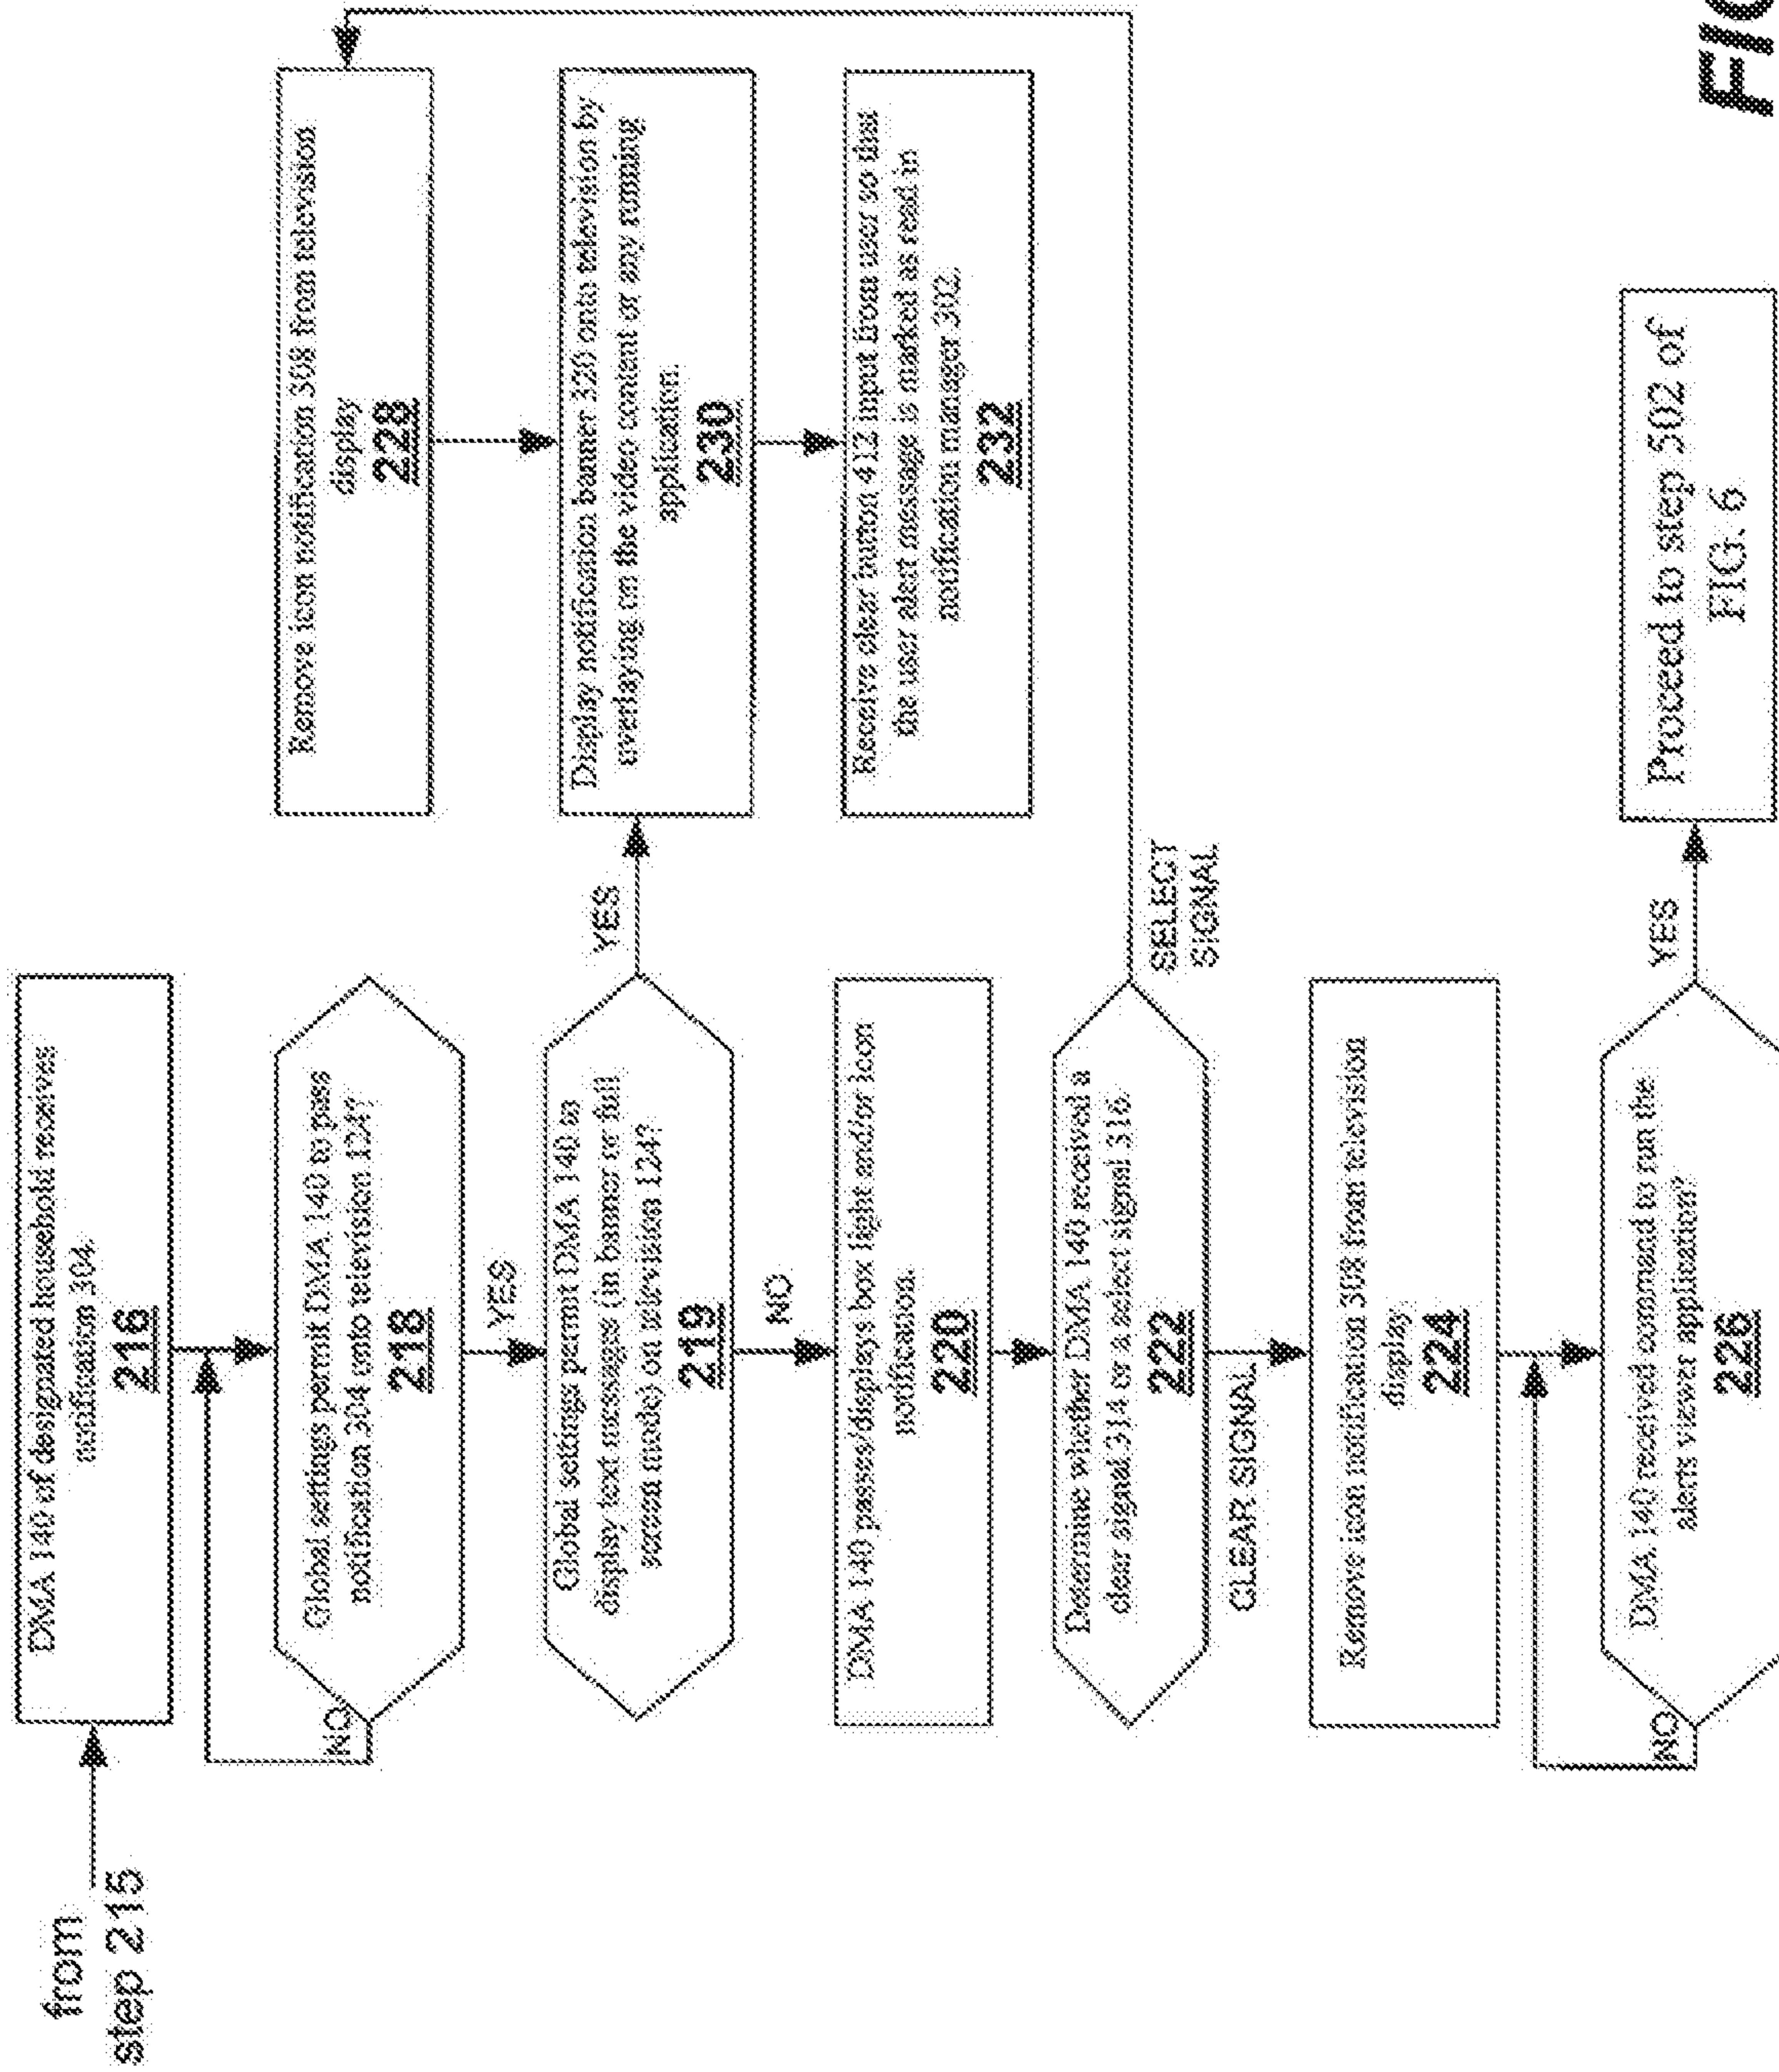 from
step 215
DMA 140 of designated household receives
notification 304.
216
Global settings permit DMA 140 to pass
notification 304 onto television 124?
218
NO
YES
Global settings permit DMA 140 to
display text messages (in banner or full
screen mode) on television 124?
219
YES
NO
DMA 140 passes/displays box light and/or icon
notification.
220
Determine whether DMA 140 received a
clear signal 314 or a select signal 316.
222
SELECT
SIGNAL
CLEAR SIGNAL
Remove icon notification 308 from television
display
224
DMA 140 received command to run the
alerts viewer application?
226
NO
YES
Proceed to step 502 of
FIG. 6
Remove icon notification 308 from television
display
228
Display notification banner 320 onto television by
overlaying on the video content or any running
application.
230
Receive clear button 412 input from user so that
the user alert message is marked as read in
notification manager 302.
232